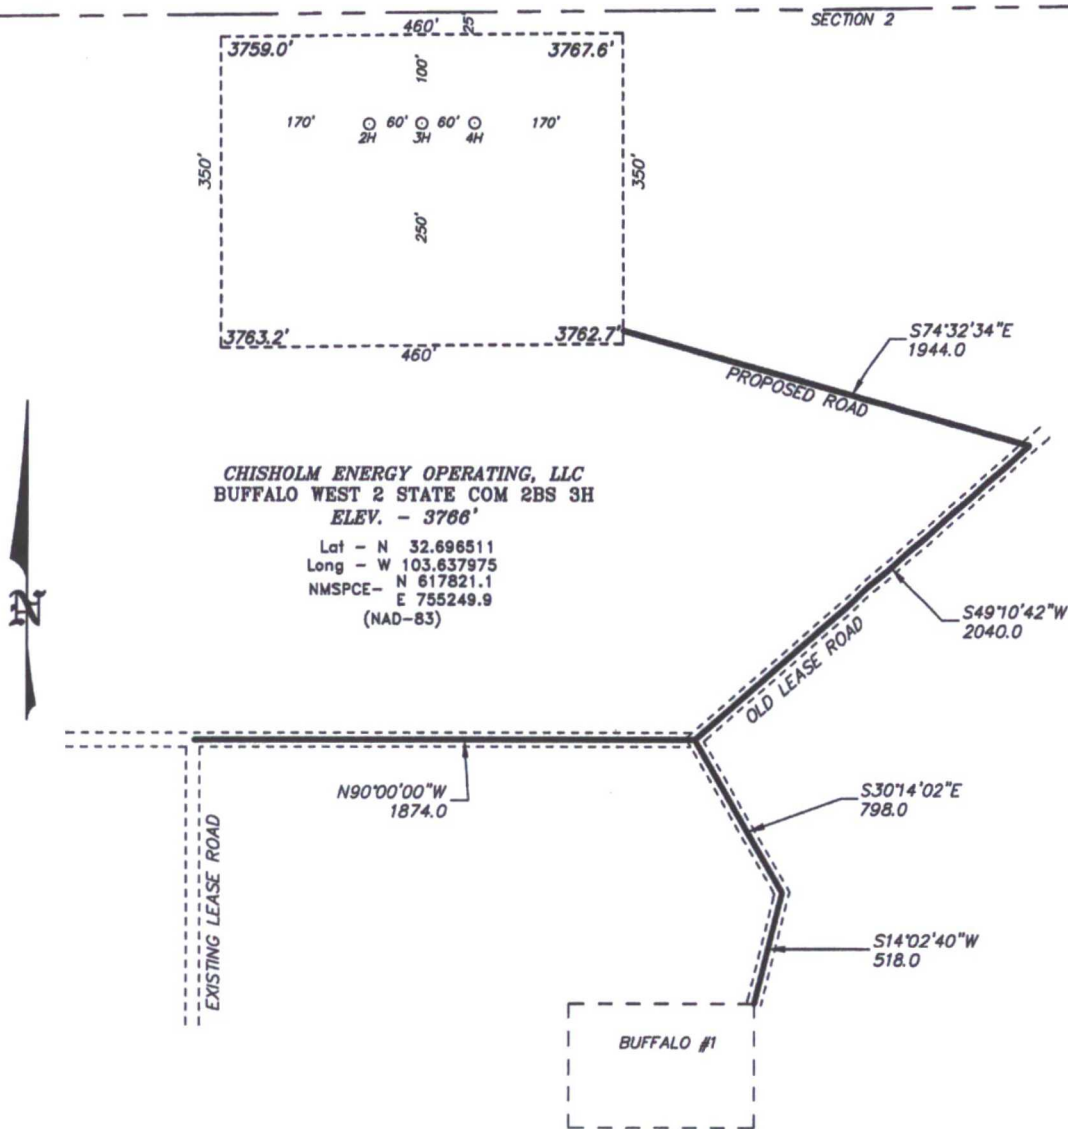 SECTION 2
460'
25'
3759.0'
3767.6'
100'
170'
60'
60'
170'
2H
3H
4H
350'
350'
250'
3763.2'
3762.7'
460'
S74°32'34"E
1944.0
PROPOSED ROAD
CHISHOLM ENERGY OPERATING, LLC
BUFFALO WEST 2 STATE COM 2BS 3H
ELEV. - 3766'
Lat - N 32.696511
Long - W 103.637975
NMSPCE- N 617821.1
E 755249.9
(NAD-83)
N
S49°10'42"W
2040.0
OLD LEASE ROAD
N90°00'00"W
1874.0
S30°14'02"E
798.0
EXISTING LEASE ROAD
S14°02'40"W
518.0
BUFFALO #1